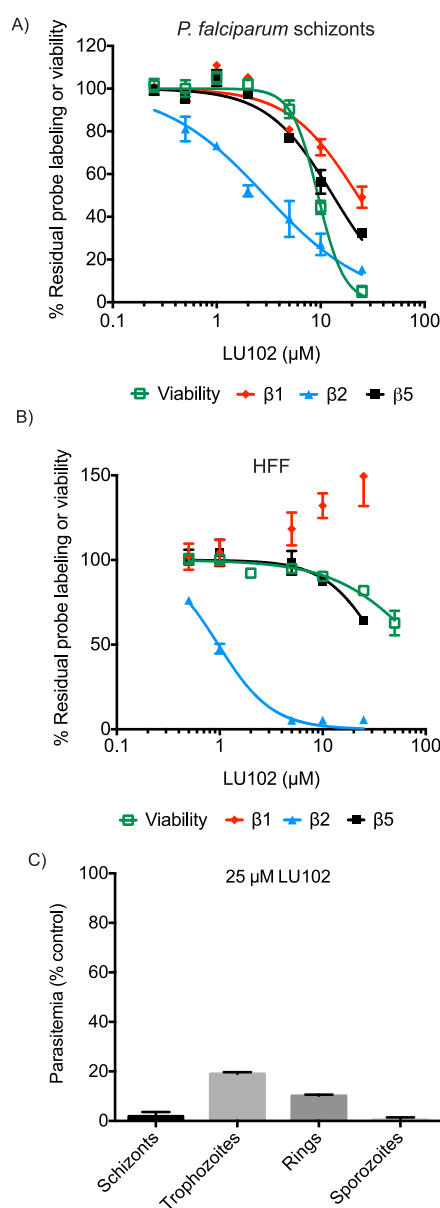 A)
P. falciparum schizonts
% Residual probe labeling or viability
120
100
80
60
40
20
0
0.1 1 10 100
LU102 (µM)
Viability β1 β2 β5
B)
HFF
% Residual probe labeling or viability
150
100
50
0
0.1 1 10 100
LU102 (µM)
Viability β1 β2 β5
C)
25 µM LU102
Parasitemia (% control)
100
80
60
40
20
0
Schizonts
Trophozoites
Rings
Sporozoites